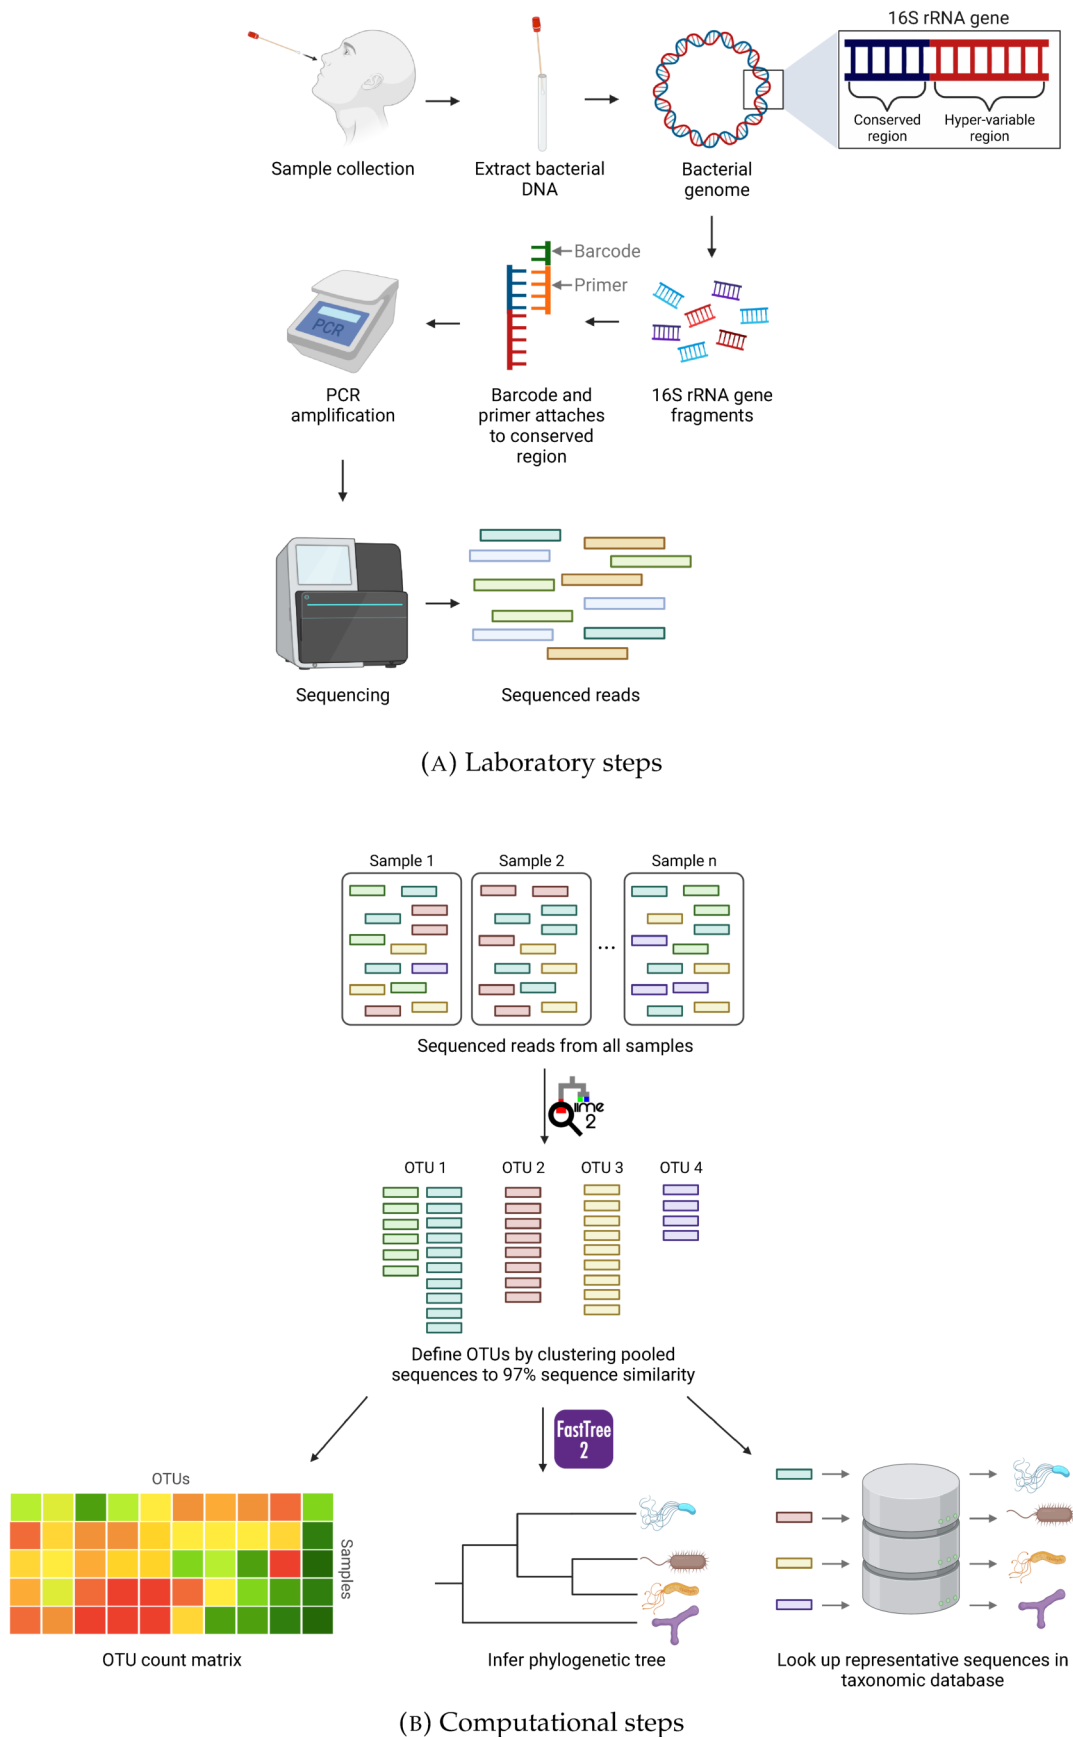 16S rRNA gene
Conserved
region
Hyper-variable
region
Sample collection
Extract bacterial
DNA
Bacterial
genome
Barcode
Primer
PCR
PCR
amplification
Barcode and
primer attaches
to conserved
region
16S rRNA gene
fragments
Sequencing
Sequenced reads
(A) Laboratory steps
Sample 1
Sample 2
Sample n
...
Sequenced reads from all samples
Qiime
2
OTU 1
OTU 2
OTU 3
OTU 4
Define OTUs by clustering pooled
sequences to 97% sequence similarity
FastTree
2
OTUs
Samples
OTU count matrix
Infer phylogenetic tree
Look up representative sequences in
taxonomic database
(B) Computational steps